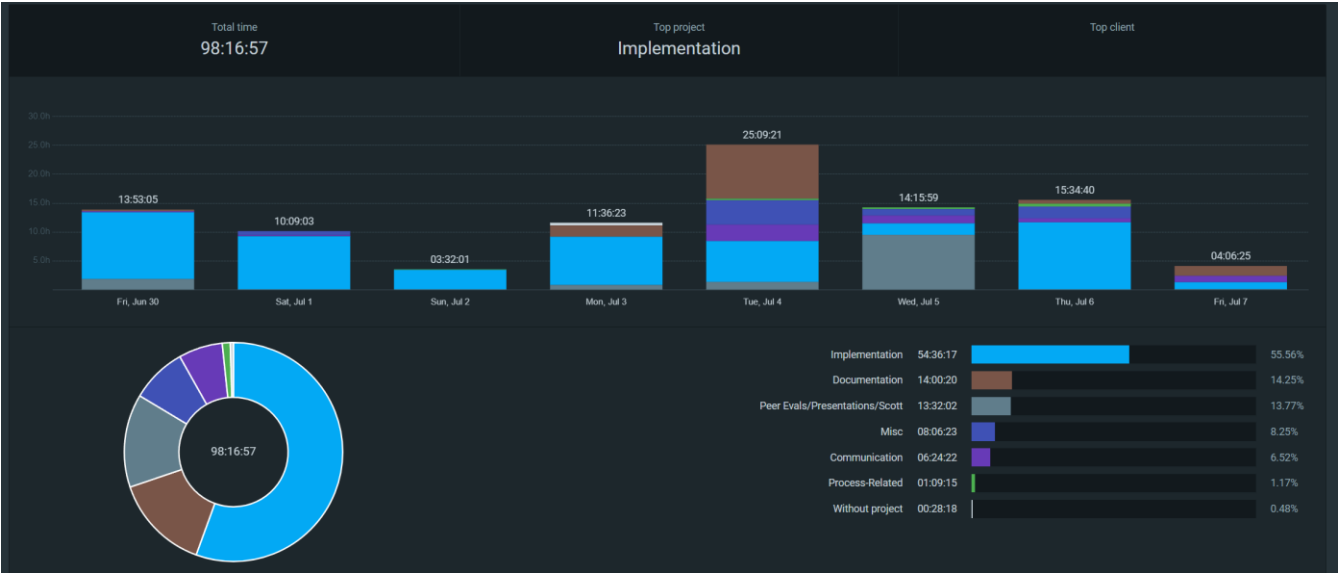 Total time
98:16:57
Top project
Implementation
Top client
30.0h
25.0h
20.0h
15.0h
10.0h
5.0h
13:53:05
10:09:03
03:32:01
11:36:23
25:09:21
14:15:59
15:34:40
04:06:25
Fri, Jun 30
Sat, Jul 1
Sun, Jul 2
Mon, Jul 3
Tue, Jul 4
Wed, Jul 5
Thu, Jul 6
Fri, Jul 7
98:16:57
Implementation 54:36:17 55.56%
Documentation 14:00:20 14.25%
Peer Evals/Presentations/Scott 13:32:02 13.77%
Misc 08:06:23 8.25%
Communication 06:24:22 6.52%
Process-Related 01:09:15 1.17%
Without project 00:28:18 0.48%